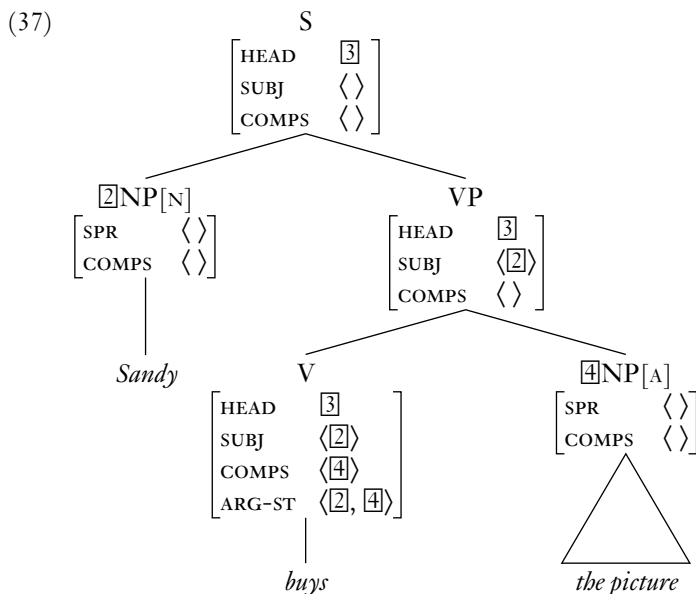 (37)
S
[HEAD 3
SUBJ ⟨ ⟩
COMPS ⟨ ⟩]
2NP[N]
[SPR ⟨ ⟩
COMPS ⟨ ⟩]
VP
[HEAD 3
SUBJ ⟨2⟩
COMPS ⟨ ⟩]
Sandy
V
[HEAD 3
SUBJ ⟨2⟩
COMPS ⟨4⟩
ARG-ST ⟨2, 4⟩]
4NP[A]
[SPR ⟨ ⟩
COMPS ⟨ ⟩]
buys
the picture